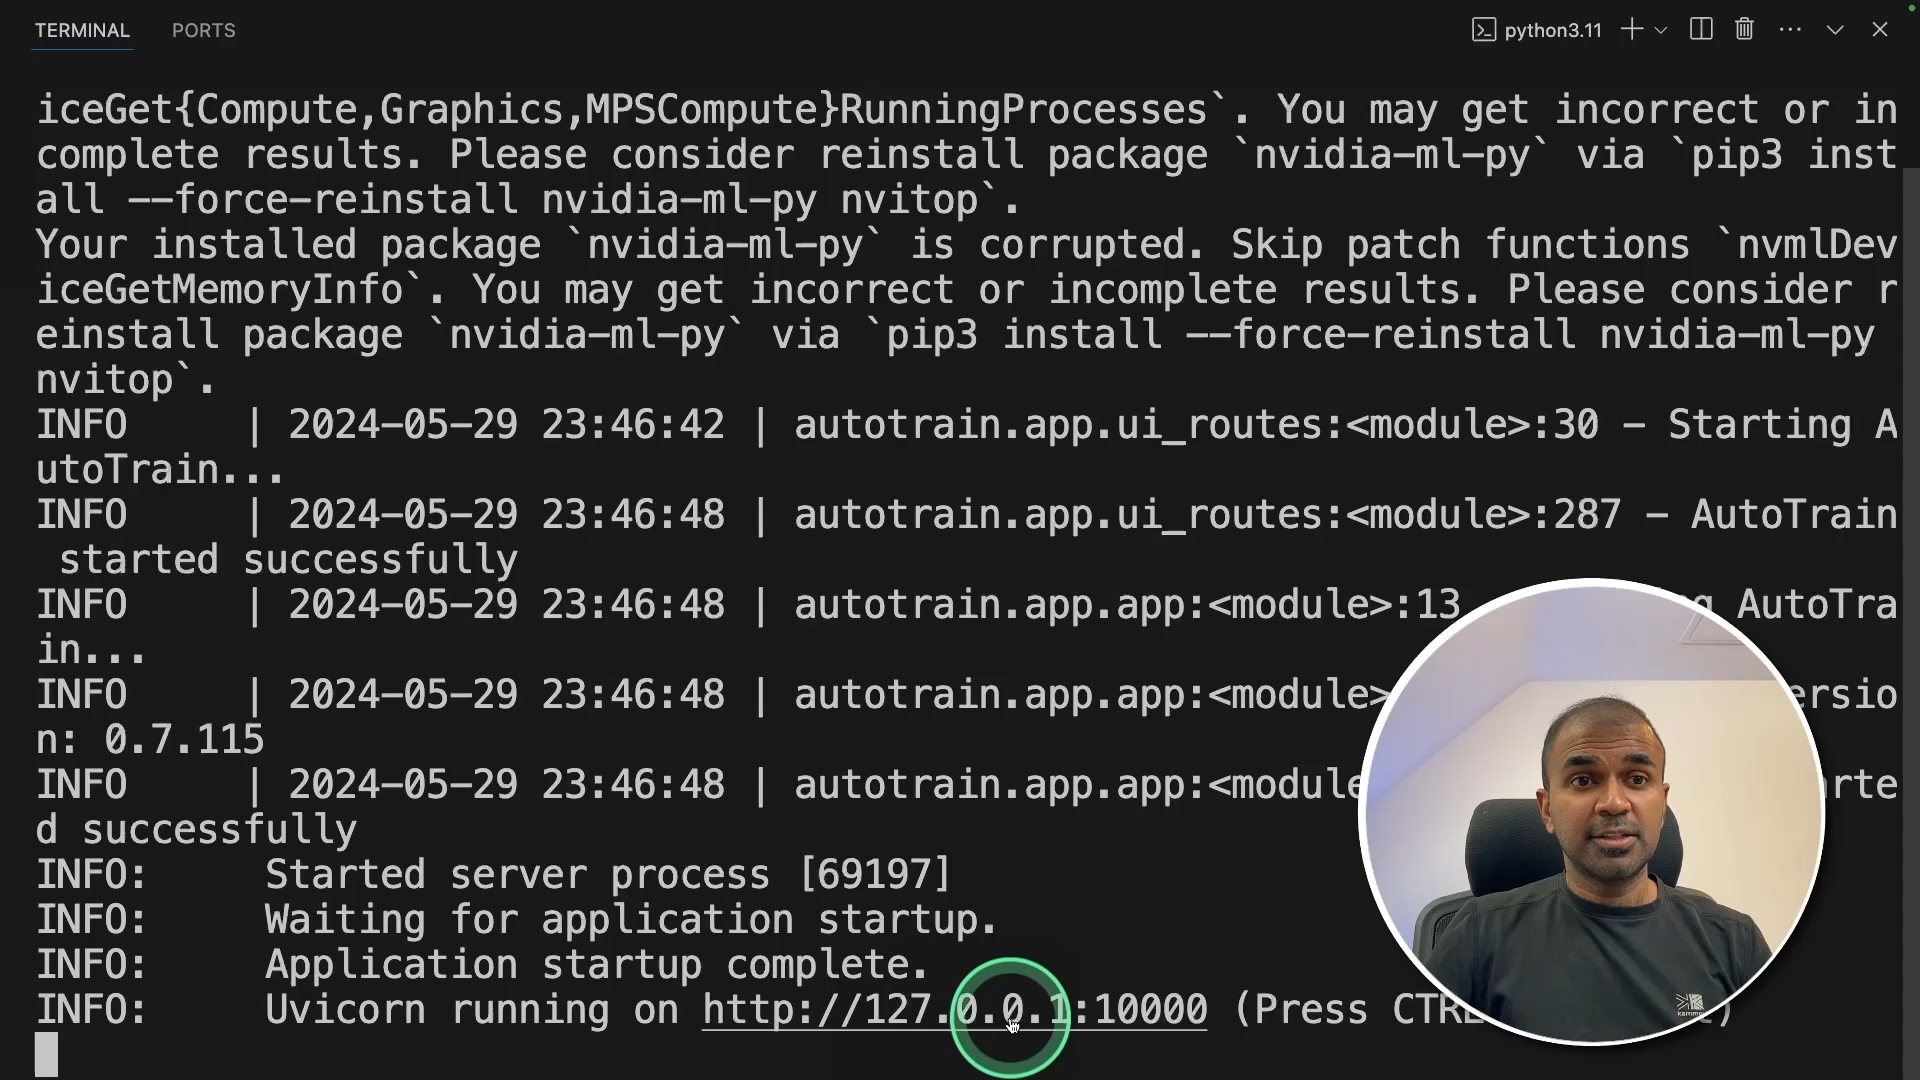 TERMINAL PORTS python3.11
iceGet{Compute,Graphics,MPSCompute}RunningProcesses`. You may get incorrect or in
complete results. Please consider reinstall package `nvidia-ml-py` via `pip3 inst
all --force-reinstall nvidia-ml-py nvitop`.
Your installed package `nvidia-ml-py` is corrupted. Skip patch functions `nvmlDev
iceGetMemoryInfo`. You may get incorrect or incomplete results. Please consider r
einstall package `nvidia-ml-py` via `pip3 install --force-reinstall nvidia-ml-py
nvitop`.
INFO     | 2024-05-29 23:46:42 | autotrain.app.ui_routes:<module>:30 - Starting A
utoTrain...
INFO     | 2024-05-29 23:46:48 | autotrain.app.ui_routes:<module>:287 - AutoTrain
 started successfully
INFO     | 2024-05-29 23:46:48 | autotrain.app.app:<module>:13 AutoTra
in...
INFO     | 2024-05-29 23:46:48 | autotrain.app.app:<module> ersio
n: 0.7.115
INFO     | 2024-05-29 23:46:48 | autotrain.app.app:<module arte
d successfully
INFO:     Started server process [69197]
INFO:     Waiting for application startup.
INFO:     Application startup complete.
INFO:     Uvicorn running on http://127.0.0.1:10000 (Press